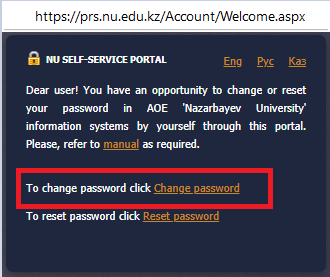 https://prs.nu.edu.kz/Account/Welcome.aspx
NU SELF-SERVICE PORTAL Eng Рус Каз
Dear user! You have an opportunity to change or reset
your password in AOE 'Nazarbayev University'
information systems by yourself through this portal.
Please, refer to manual as required.
To change password click Change password
To reset password click Reset password